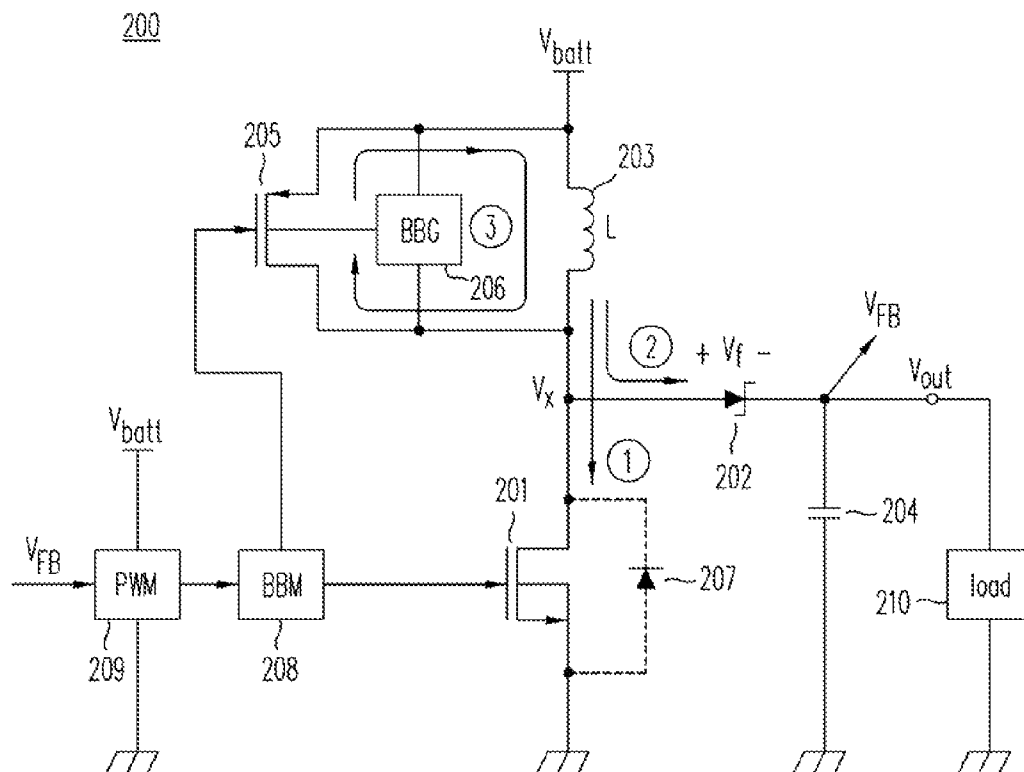 200
V_batt
205
203
BBG
3
L
206
2
+ V_f -
V_FB
V_out
V_x
202
V_batt
1
201
204
V_FB
PWM
BBM
207
210
load
209
208